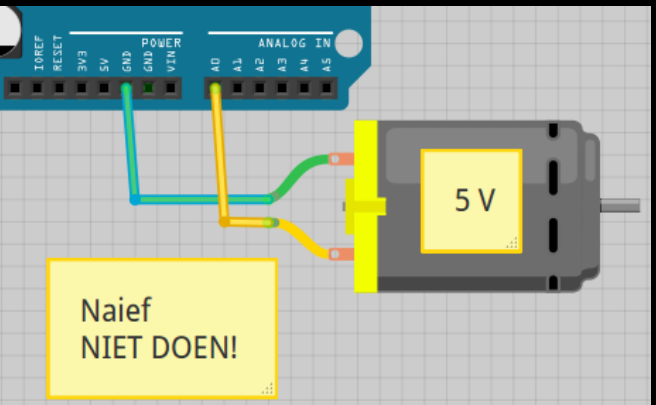 POWER
ANALOG IN
IOREF
RESET
3V3
5V
GND
GND
VIN
A0
A1
A2
A3
A4
A5
5 V
Naief
NIET DOEN!